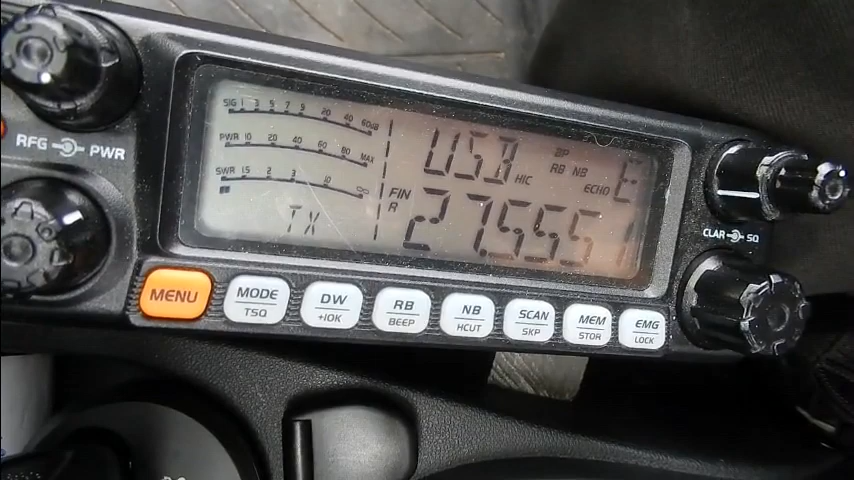 SIG 1 3 5 7 9 20 40 60dB
PWR 10 20 40 60 80 MAX
SWR 1.5 2 3 10 ∞
TX
USB HIC ZP RB NB ECHO E
FIN R 27.5551
RFG PWR
CLAR SQ
MENU
MODE TSQ
DW +10K
RB BEEP
NB HCUT
SCAN SKP
MEM STOR
EMG LOCK